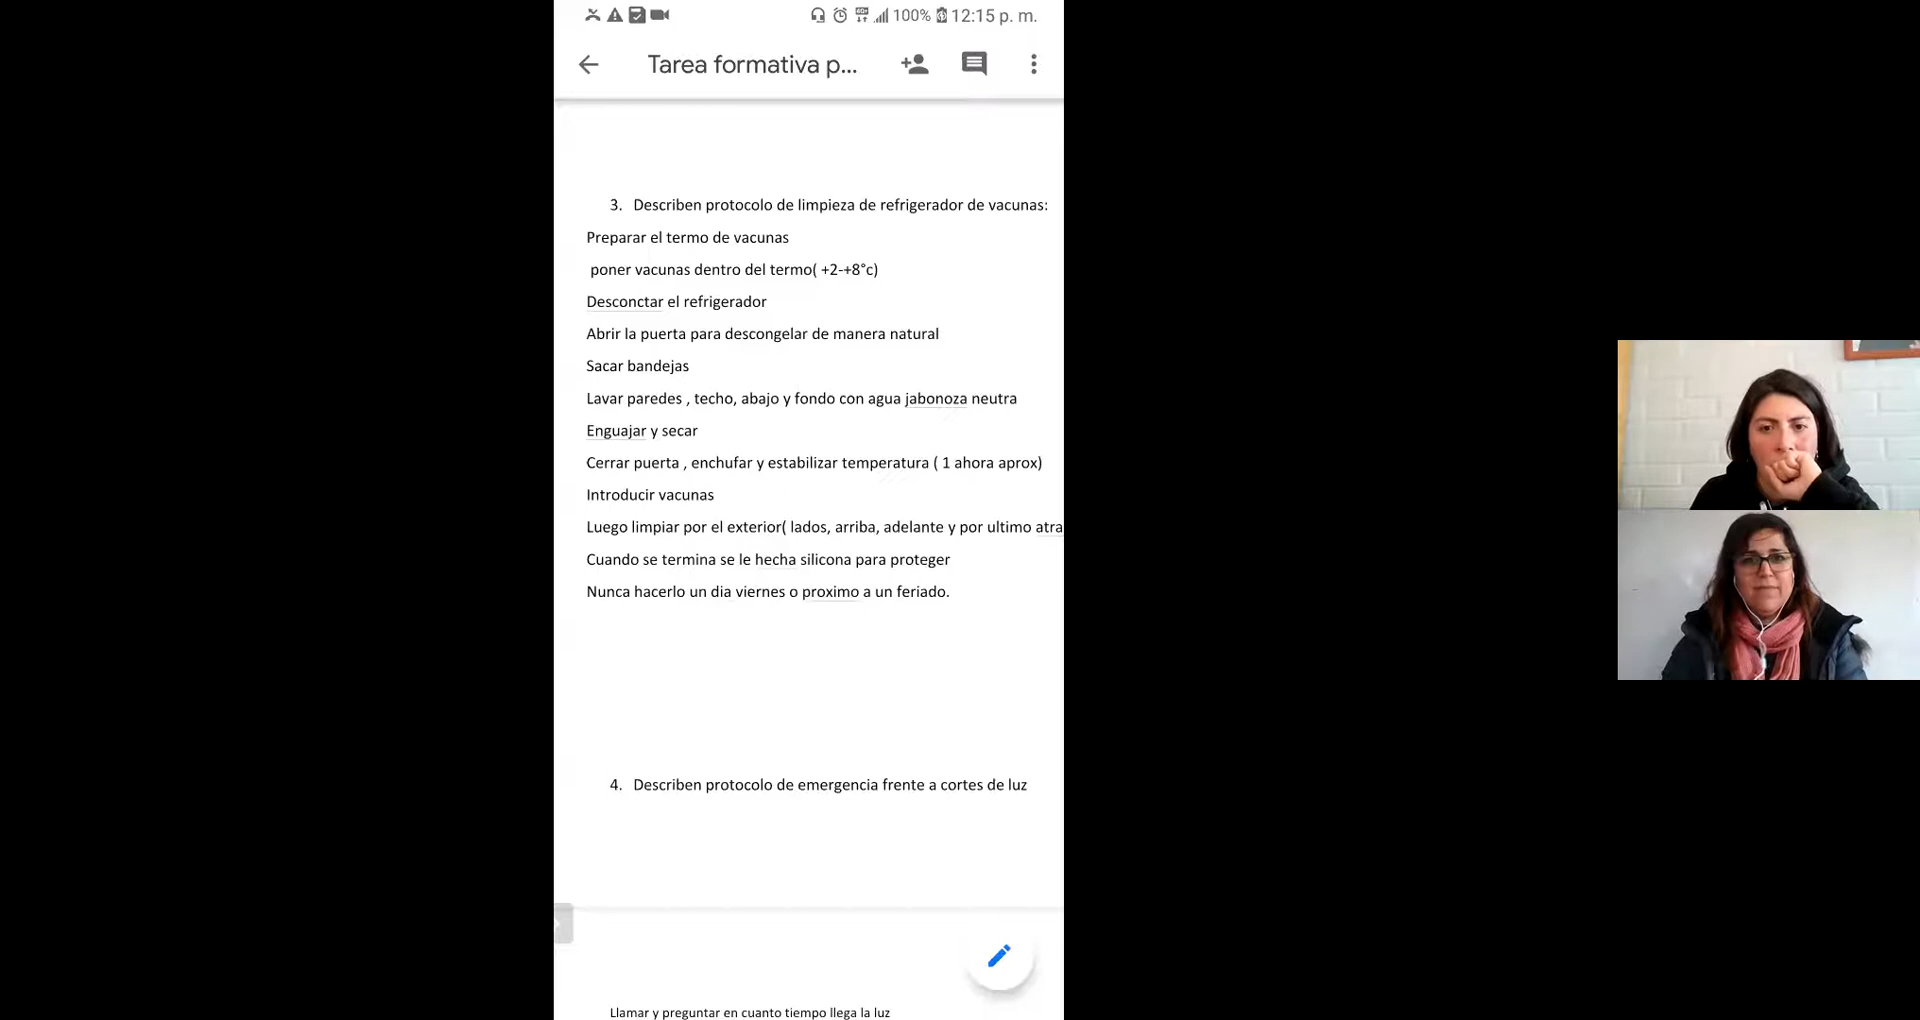 100% 12:15 p. m.
Tarea formativa p...
3. Describen protocolo de limpieza de refrigerador de vacunas:
Preparar el termo de vacunas
poner vacunas dentro del termo( +2-+8°c)
Desconctar el refrigerador
Abrir la puerta para descongelar de manera natural
Sacar bandejas
Lavar paredes , techo, abajo y fondo con agua jabonoza neutra
Enguajar y secar
Cerrar puerta , enchufar y estabilizar temperatura ( 1 ahora aprox)
Introducir vacunas
Luego limpiar por el exterior( lados, arriba, adelante y por ultimo atra
Cuando se termina se le hecha silicona para proteger
Nunca hacerlo un dia viernes o proximo a un feriado.
4. Describen protocolo de emergencia frente a cortes de luz
Llamar y preguntar en cuanto tiempo llega la luz